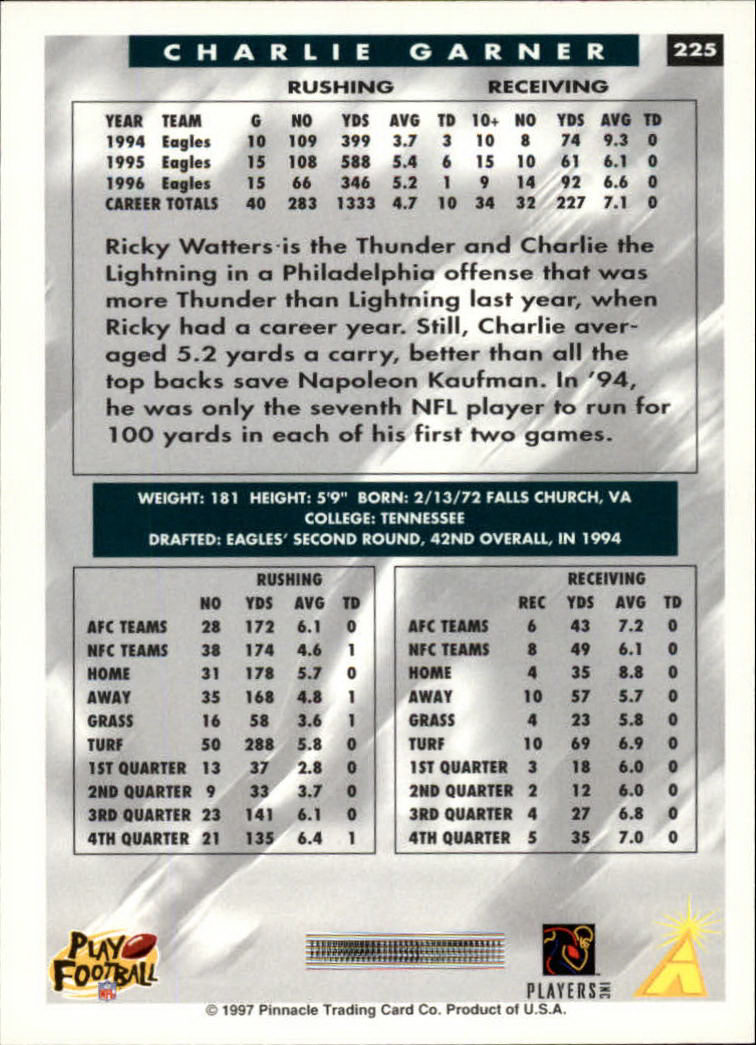 CHARLIE GARNER 225
RUSHING RECEIVING
YEAR TEAM G NO YDS AVG TD 10+ NO YDS AVG TD
1994 Eagles 10 109 399 3.7 3 10 8 74 9.3 0
1995 Eagles 15 108 588 5.4 6 15 10 61 6.1 0
1996 Eagles 15 66 346 5.2 1 9 14 92 6.6 0
CAREER TOTALS 40 283 1333 4.7 10 34 32 227 7.1 0
Ricky Watters is the Thunder and Charlie the
Lightning in a Philadelphia offense that was
more Thunder than Lightning last year, when
Ricky had a career year. Still, Charlie aver-
aged 5.2 yards a carry, better than all the
top backs save Napoleon Kaufman. In '94,
he was only the seventh NFL player to run for
100 yards in each of his first two games.
WEIGHT: 181 HEIGHT: 5'9" BORN: 2/13/72 FALLS CHURCH, VA
COLLEGE: TENNESSEE
DRAFTED: EAGLES' SECOND ROUND, 42ND OVERALL, IN 1994
RUSHING
NO YDS AVG TD
AFC TEAMS 28 172 6.1 0
NFC TEAMS 38 174 4.6 1
HOME 31 178 5.7 0
AWAY 35 168 4.8 1
GRASS 16 58 3.6 1
TURF 50 288 5.8 0
1ST QUARTER 13 37 2.8 0
2ND QUARTER 9 33 3.7 0
3RD QUARTER 23 141 6.1 0
4TH QUARTER 21 135 6.4 1
RECEIVING
REC YDS AVG TD
AFC TEAMS 6 43 7.2 0
NFC TEAMS 8 49 6.1 0
HOME 4 35 8.8 0
AWAY 10 57 5.7 0
GRASS 4 23 5.8 0
TURF 10 69 6.9 0
1ST QUARTER 3 18 6.0 0
2ND QUARTER 2 12 6.0 0
3RD QUARTER 4 27 6.8 0
4TH QUARTER 5 35 7.0 0
PLAY
FOOTBALL
NFL
PLAYERS INC
© 1997 Pinnacle Trading Card Co. Product of U.S.A.